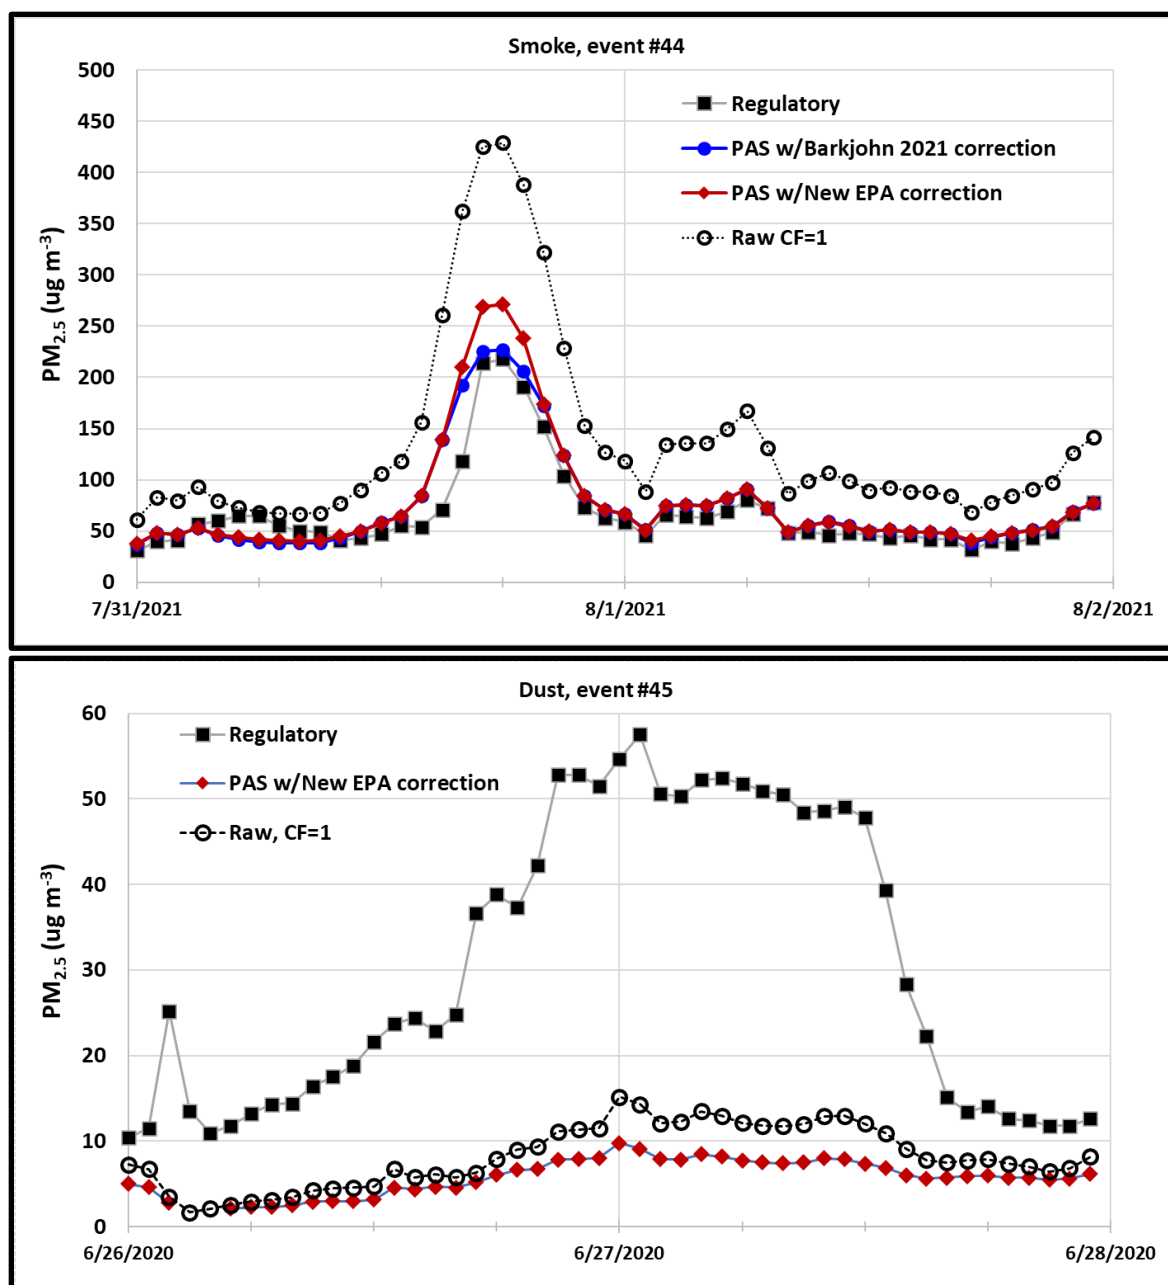 Smoke, event #44
500
450
400
350
300
250
200
150
100
50
0
PM2.5 (ug m-3)
Regulatory
PAS w/Barkjohn 2021 correction
PAS w/New EPA correction
Raw CF=1
7/31/2021
8/1/2021
8/2/2021
Dust, event #45
60
50
40
30
20
10
0
PM2.5 (ug m-3)
Regulatory
PAS w/New EPA correction
Raw, CF=1
6/26/2020
6/27/2020
6/28/2020